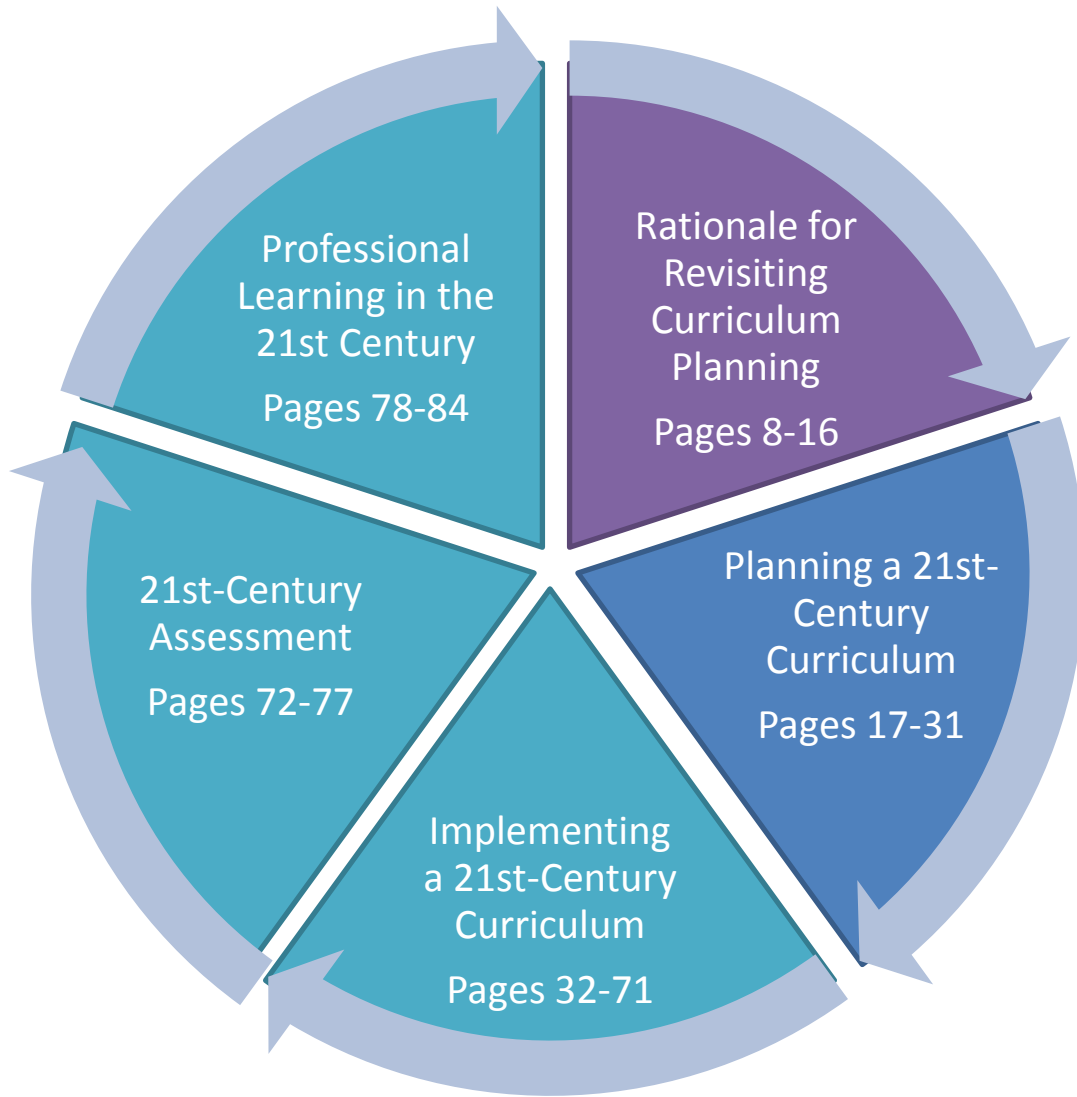 Rationale for
Revisiting
Curriculum
Planning
Pages 8-16
Planning a 21st-
Century
Curriculum
Pages 17-31
Implementing
a 21st-Century
Curriculum
Pages 32-71
21st-Century
Assessment
Pages 72-77
Professional
Learning in the
21st Century
Pages 78-84